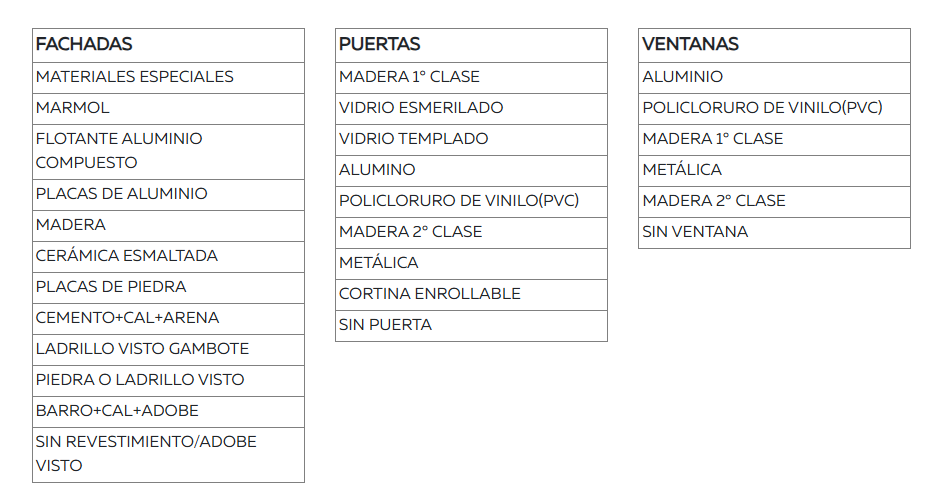 FACHADAS
MATERIALES ESPECIALES
MARMOL
FLOTANTE ALUMINIO
COMPUESTO
PLACAS DE ALUMINIO
MADERA
CERÁMICA ESMALTADA
PLACAS DE PIEDRA
CEMENTO+CAL+ARENA
LADRILLO VISTO GAMBOTE
PIEDRA O LADRILLO VISTO
BARRO+CAL+ADOBE
SIN REVESTIMIENTO/ADOBE
VISTO
PUERTAS
MADERA 1° CLASE
VIDRIO ESMERILADO
VIDRIO TEMPLADO
ALUMINO
POLICLORURO DE VINILO(PVC)
MADERA 2° CLASE
METÁLICA
CORTINA ENROLLABLE
SIN PUERTA
VENTANAS
ALUMINIO
POLICLORURO DE VINILO(PVC)
MADERA 1° CLASE
METÁLICA
MADERA 2° CLASE
SIN VENTANA